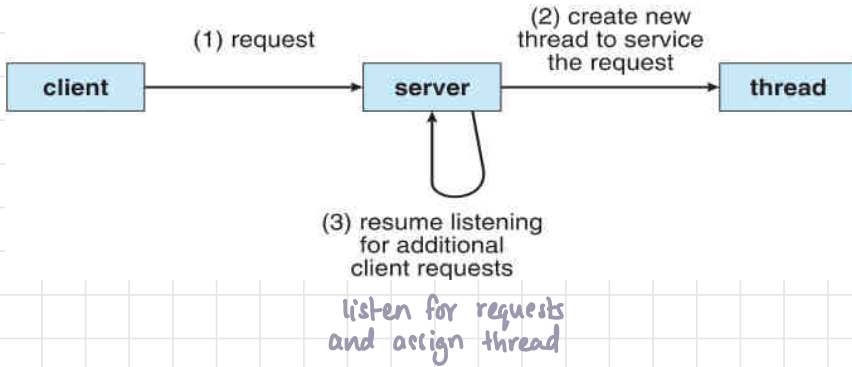 (1) request
(2) create new
thread to service
the request
client
server
thread
(3) resume listening
for additional
client requests
listen for requests
and assign thread